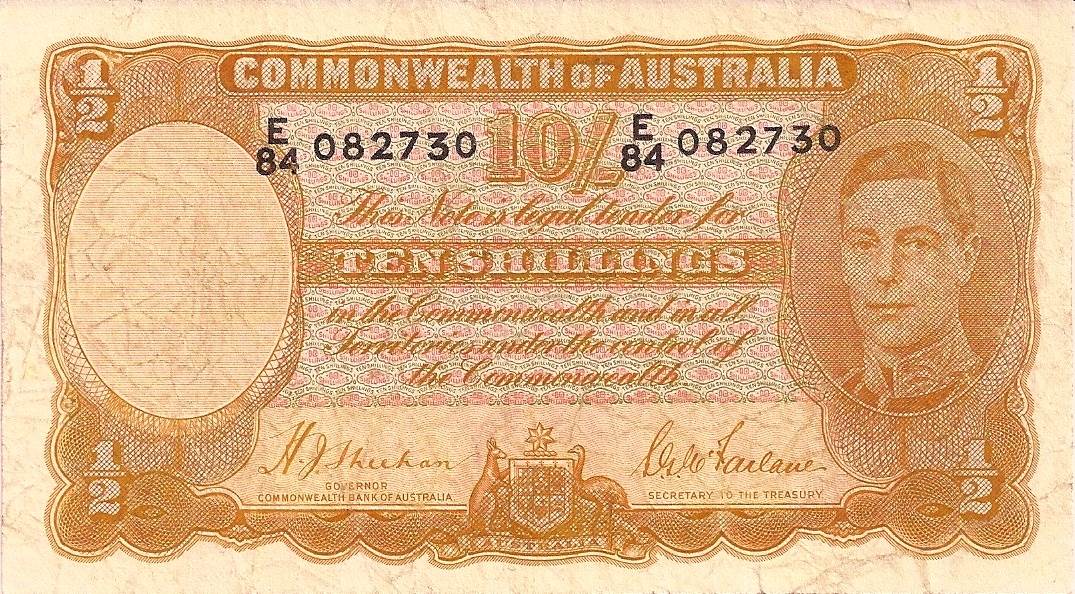 1/2 COMMONWEALTH OF AUSTRALIA 1/2
E/84 082730 10/- E/84 082730
This Note is legal tender for
TEN SHILLINGS
in the Commonwealth and in all
Territories under the control of
the Commonwealth
H. J. Sheehan
GOVERNOR
COMMONWEALTH BANK OF AUSTRALIA
S. G. McFarlane
SECRETARY TO THE TREASURY
1/2 AUSTRALIA 1/2